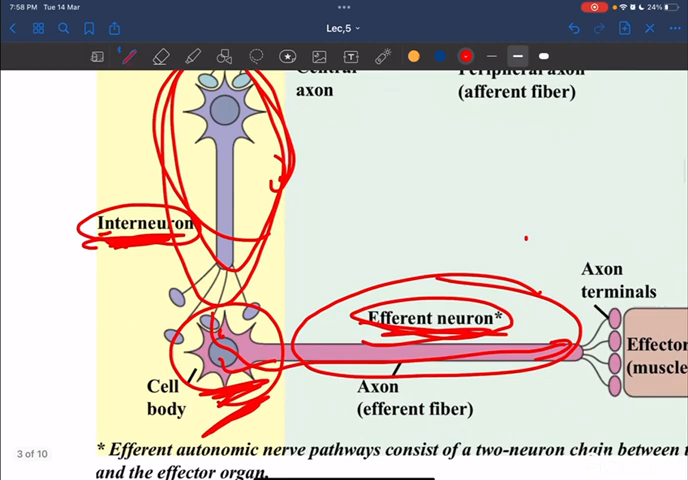 7:58 PM Tue 14 Mar
24%
Lec,5
Central
axon
Peripheral axon
(afferent fiber)
Interneuron
Axon
terminals
Efferent neuron*
Effector
(muscle
Cell
body
Axon
(efferent fiber)
3 of 10
* Efferent autonomic nerve pathways consist of a two-neuron chain between
and the effector organ.